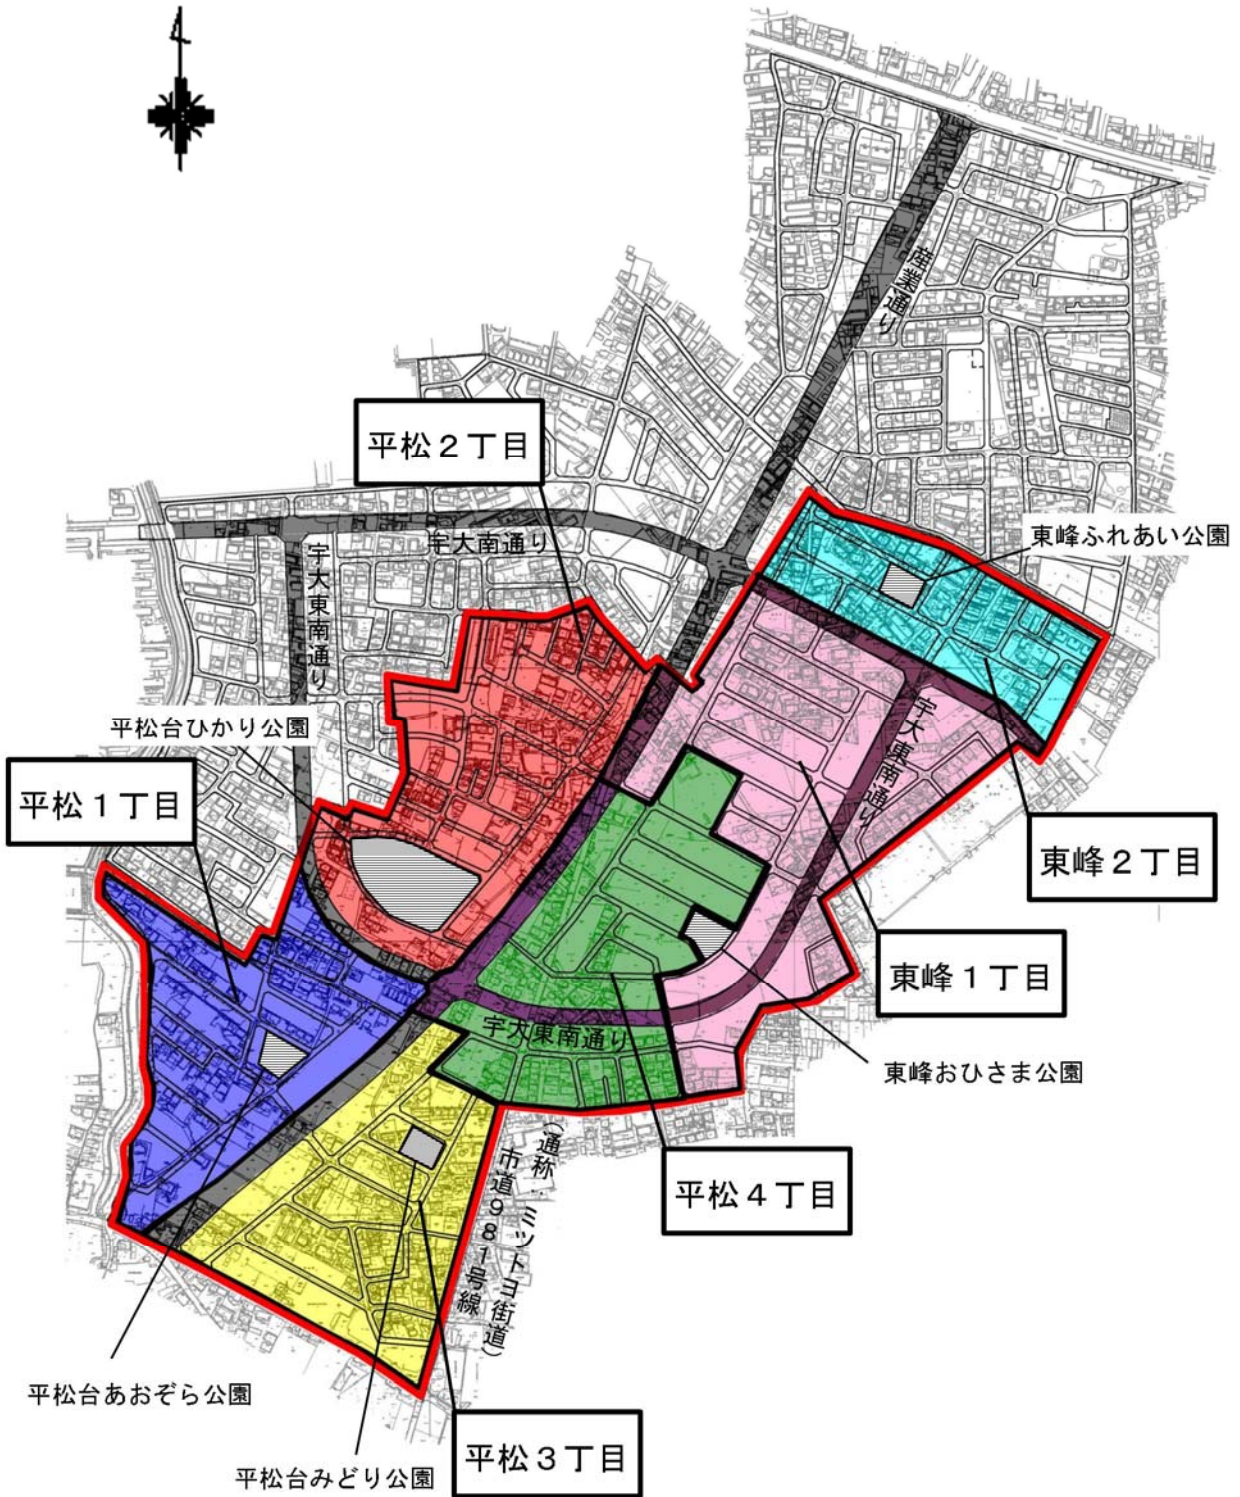 産業通り
平松２丁目
東峰ふれあい公園
宇大南通り
宇大東南通り
宇大東南通り
平松台ひかり公園
平松１丁目
東峰２丁目
東峰１丁目
宇大東南通り
東峰おひさま公園
(通称:ミツトヨ街道)
市道９８１号線
平松４丁目
平松台あおぞら公園
平松３丁目
平松台みどり公園